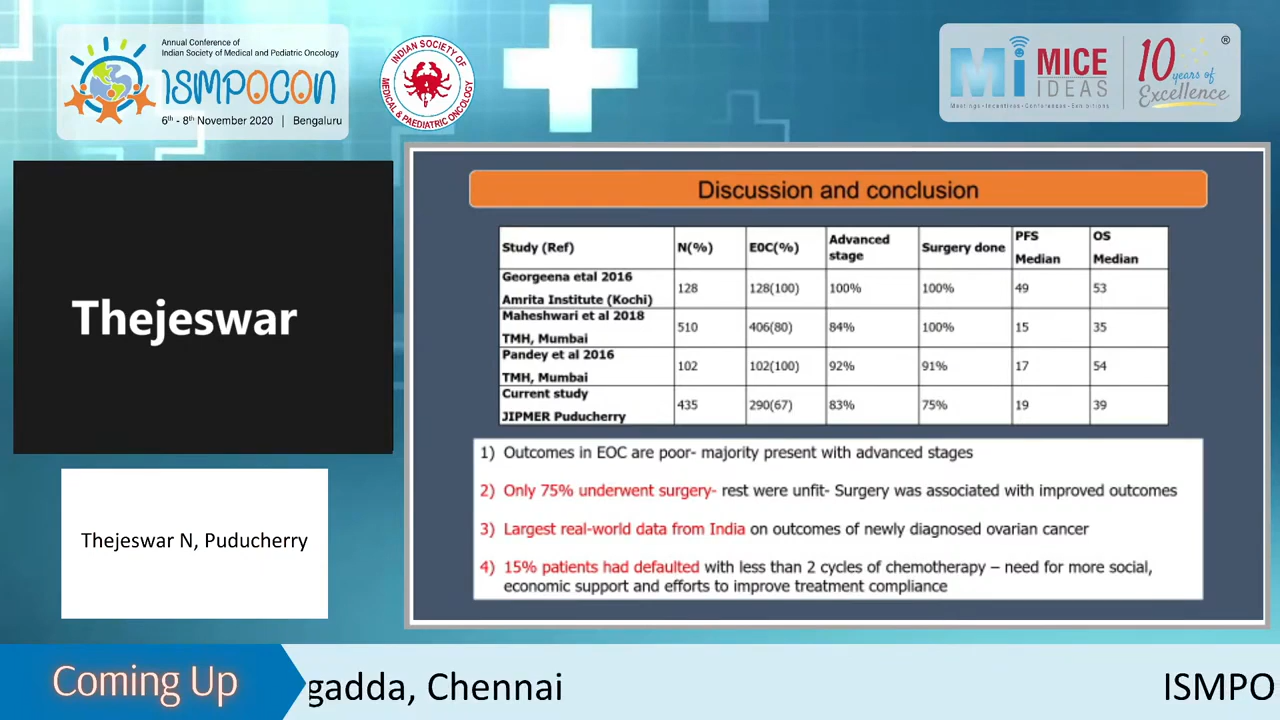 Annual Conference of
Indian Society of Medical and Pediatric Oncology
ISMPOCON
6th - 8th November 2020 | Bengaluru
INDIAN SOCIETY OF
MEDICAL & PAEDIATRIC ONCOLOGY
Mi MICE
IDEAS
Meetings • Incentives • Conferences • Exhibitions
10 years of
Excellence
®
Thejeswar
Thejeswar N, Puducherry
Discussion and conclusion
Study (Ref) N(%) E0C(%) Advanced stage Surgery done PFS Median OS Median
Georgeena etal 2016
Amrita Institute (Kochi) 128 128(100) 100% 100% 49 53
Maheshwari et al 2018
TMH, Mumbai 510 406(80) 84% 100% 15 35
Pandey et al 2016
TMH, Mumbai 102 102(100) 92% 91% 17 54
Current study
JIPMER Puducherry 435 290(67) 83% 75% 19 39
1) Outcomes in EOC are poor- majority present with advanced stages
2) Only 75% underwent surgery- rest were unfit- Surgery was associated with improved outcomes
3) Largest real-world data from India on outcomes of newly diagnosed ovarian cancer
4) 15% patients had defaulted with less than 2 cycles of chemotherapy – need for more social,
economic support and efforts to improve treatment compliance
Coming Up
gadda, Chennai
ISMPO